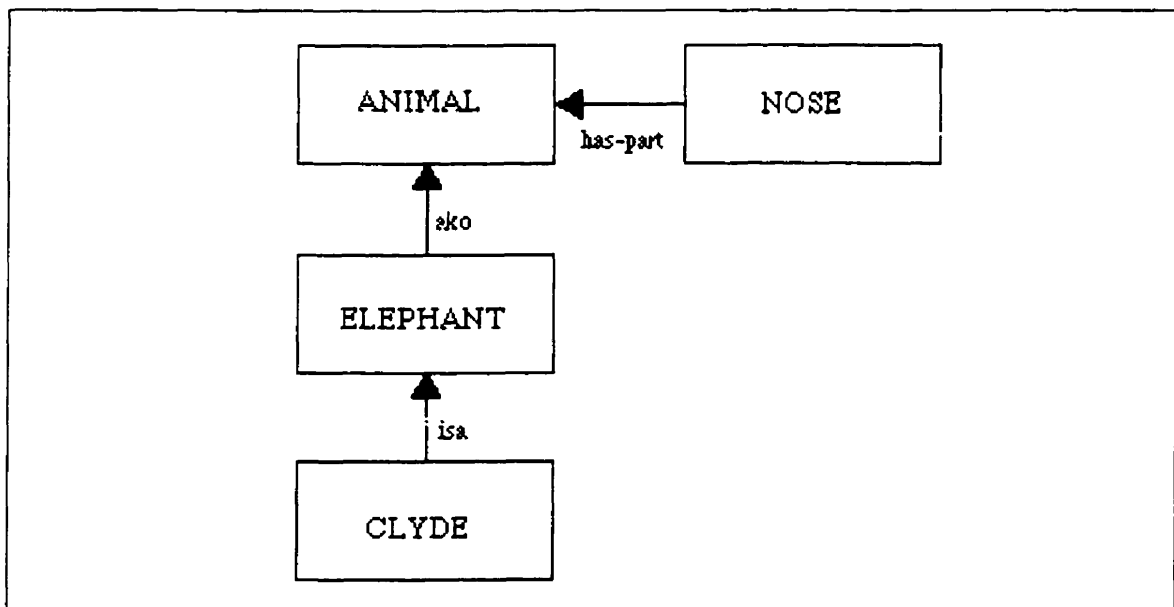 ANIMAL
NOSE
has-part
ako
ELEPHANT
isa
CLYDE